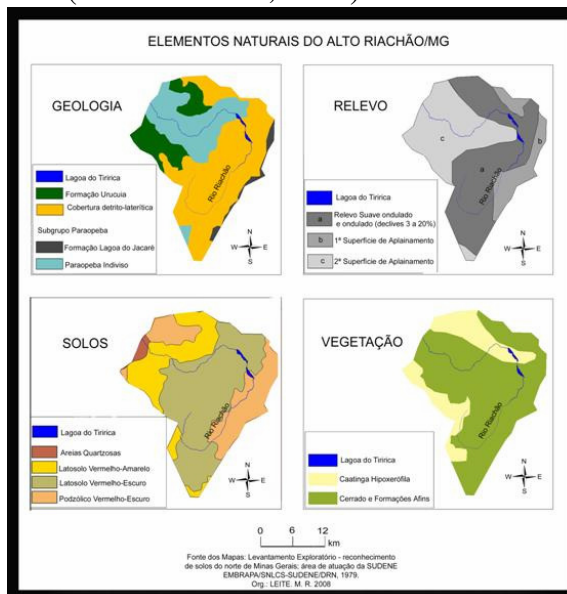 ELEMENTOS NATURAIS DO ALTO RIACHÃO/MG
GEOLOGIA
Rio Riachão
Lagoa do Tiririca
Formação Urucuia
Cobertura detrito-laterítica
Subgrupo Paraopeba
Formação Lagoa do Jacaré
Paraopeba Indiviso
N
W E
S
RELEVO
c
b
a
Rio Riachão
Lagoa do Tiririca
a Relevo Suave ondulado
e ondulado (declives 3 a 20%)
b 1ª Superfície de Aplainamento
c 2ª Superfície de Aplainamento
N
W E
S
SOLOS
Rio Riachão
Lagoa do Tiririca
Areias Quartzosas
Latosolo Vermelho-Amarelo
Latosolo Vermelho-Escuro
Podzólico Vermelho-Escuro
N
W E
S
VEGETAÇÃO
Rio Riachão
Lagoa do Tiririca
Caatinga Hipoxerófila
Cerrado e Formações Afins
N
W E
S
0 6 12
km
Fonte dos Mapas: Levantamento Exploratório - reconhecimento
de solos do norte de Minas Gerais: área de atuação da SUDENE
EMBRAPA/SNLCS-SUDENE/DRN, 1979.
Org.: LEITE. M. R. 2008